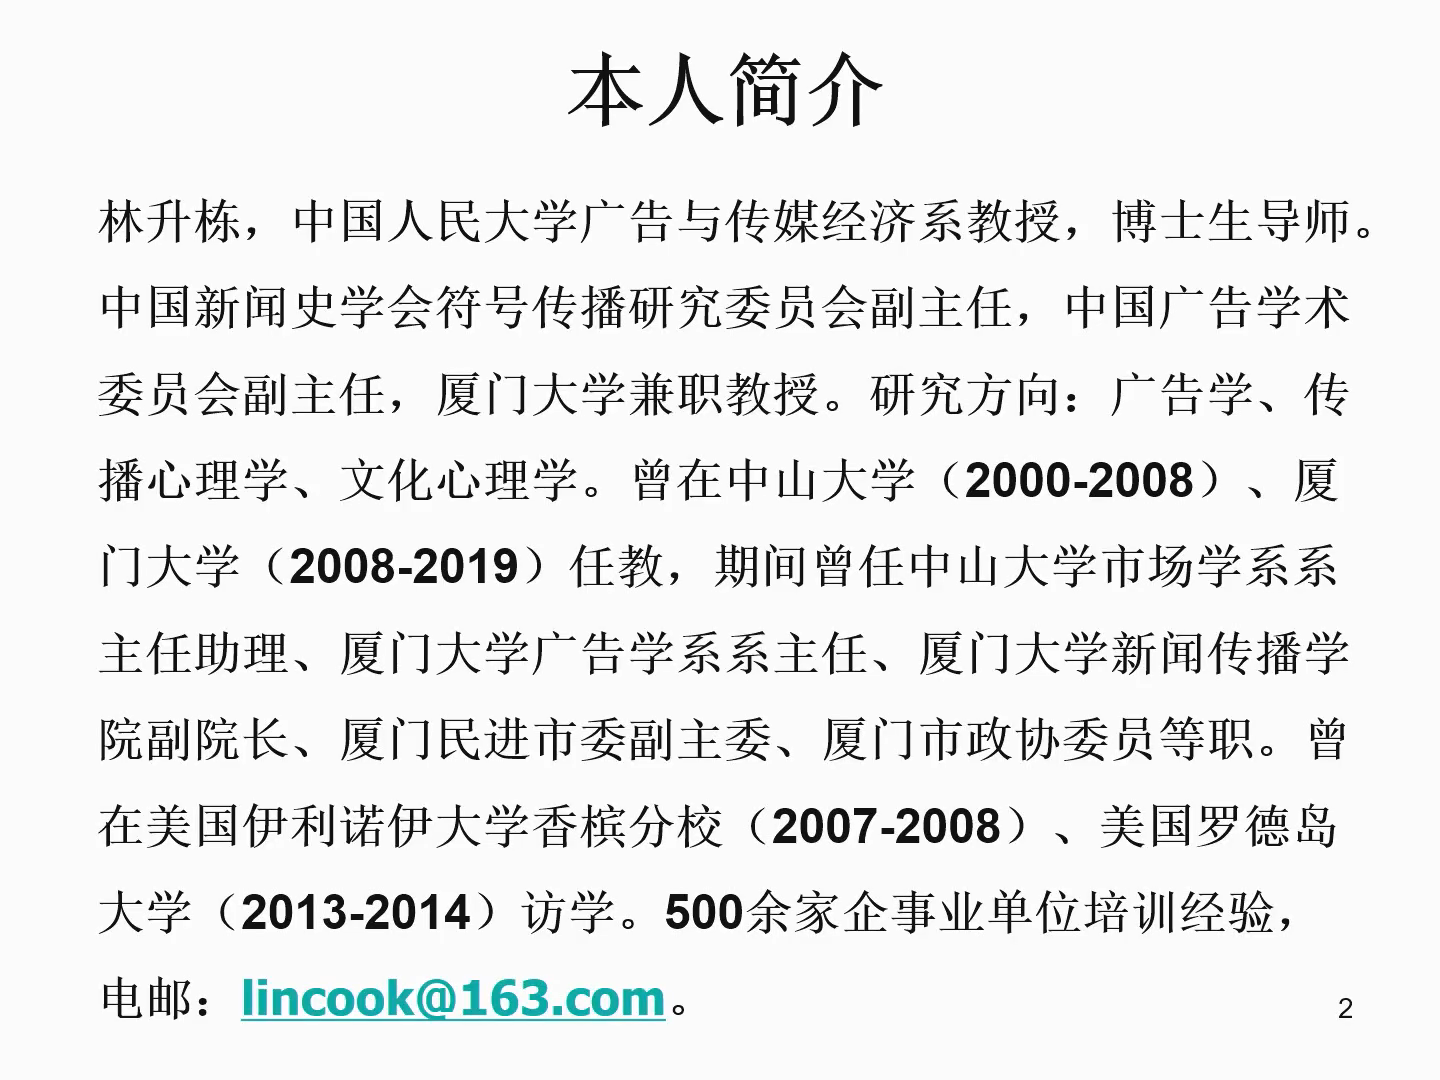 本人简介
林升栋，中国人民大学广告与传媒经济系教授，博士生导师。
中国新闻史学会符号传播研究委员会副主任，中国广告学术
委员会副主任，厦门大学兼职教授。研究方向：广告学、传
播心理学、文化心理学。曾在中山大学（2000-2008）、厦
门大学（2008-2019）任教，期间曾任中山大学市场学系系
主任助理、厦门大学广告学系系主任、厦门大学新闻传播学
院副院长、厦门民进市委副主委、厦门市政协委员等职。曾
在美国伊利诺伊大学香槟分校（2007-2008）、美国罗德岛
大学（2013-2014）访学。500余家企事业单位培训经验，
电邮：lincook@163.com。
2